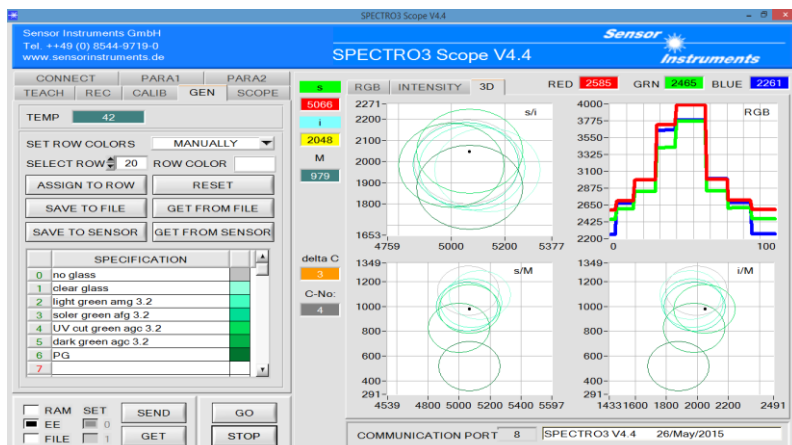 SPECTRO3 Scope V4.4
Sensor Instruments GmbH
Tel. ++49 (0) 8544-9719-0
www.sensorinstruments.de
SPECTRO3 Scope V4.4
Sensor
Instruments
CONNECT PARA1 PARA2
TEACH REC CALIB GEN SCOPE
TEMP 42
SET ROW COLORS MANUALLY
SELECT ROW 20 ROW COLOR
ASSIGN TO ROW RESET
SAVE TO FILE GET FROM FILE
SAVE TO SENSOR GET FROM SENSOR
SPECIFICATION
0 no glass
1 clear glass
2 light green amg 3.2
3 soler green afg 3.2
4 UV cut green agc 3.2
5 dark green agc 3.2
6 PG
7
RAM SET SEND GO
EE 0
FILE 1 GET STOP
s
5066
i
2048
M
979
delta C
3
C-No:
4
RGB INTENSITY 3D RED 2585 GRN 2465 BLUE 2261
s/i
2271
2200
2100
2000
1900
1800
1653
4759 5000 5200 5377
RGB
4000
3775
3550
3325
3100
2875
2650
2425
2200
0 100
s/M
1349
1200
1000
800
600
400
291
4539 4800 5000 5200 5400 5597
i/M
1349
1200
1000
800
600
400
291
1433 1600 1800 2000 2200 2491
COMMUNICATION PORT 8 SPECTRO3 V4.4 26/May/2015